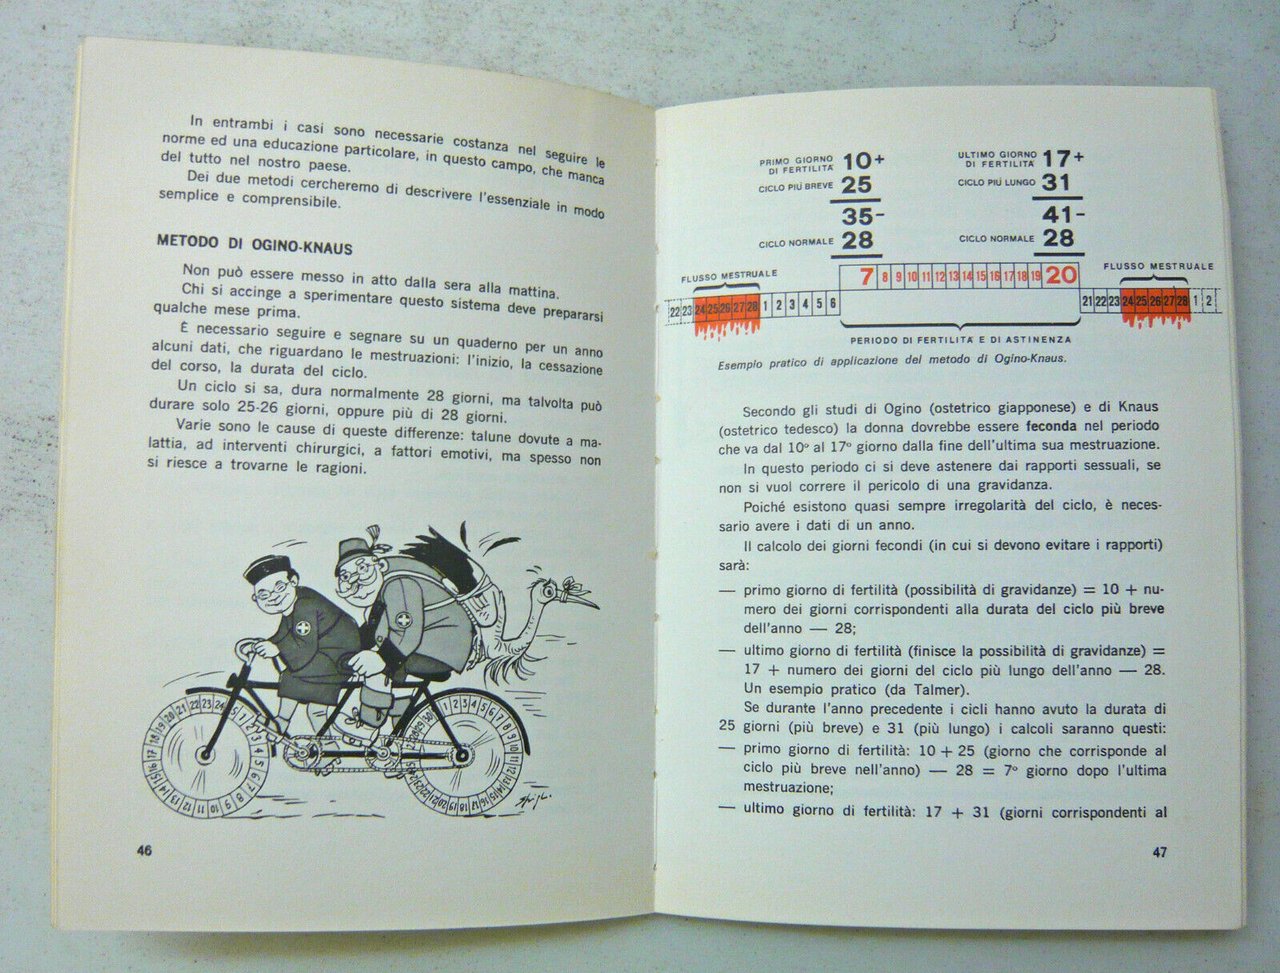 In entrambi i casi sono necessarie costanza nel seguire le
norme ed una educazione particolare, in questo campo, che manca
del tutto nel nostro paese.
Dei due metodi cercheremo di descrivere l'essenziale in modo
semplice e comprensibile.
METODO DI OGINO-KNAUS
Non può essere messo in atto dalla sera alla mattina.
Chi si accinge a sperimentare questo sistema deve prepararsi
qualche mese prima.
È necessario seguire e segnare su un quaderno per un anno
alcuni dati, che riguardano le mestruazioni: l'inizio, la cessazione
del corso, la durata del ciclo.
Un ciclo si sa, dura normalmente 28 giorni, ma talvolta può
durare solo 25-26 giorni, oppure più di 28 giorni.
Varie sono le cause di queste differenze: talune dovute a ma-
lattia, ad interventi chirurgici, a fattori emotivi, ma spesso non
si riesce a trovarne le ragioni.
46
PRIMO GIORNO DI FERTILITÀ 10+
CICLO PIÙ BREVE 25
35-
CICLO NORMALE 28
ULTIMO GIORNO DI FERTILITÀ 17+
CICLO PIÙ LUNGO 31
41-
CICLO NORMALE 28
FLUSSO MESTRUALE
7 8 9 10 11 12 13 14 15 16 17 18 19 20
FLUSSO MESTRUALE
22 23 24 25 26 27 28 1 2 3 4 5 6
21 22 23 24 25 26 27 28 1 2
PERIODO DI FERTILITÀ E DI ASTINENZA
Esempio pratico di applicazione del metodo di Ogino-Knaus.
Secondo gli studi di Ogino (ostetrico giapponese) e di Knaus
(ostetrico tedesco) la donna dovrebbe essere feconda nel periodo
che va dal 10º al 17º giorno dalla fine dell'ultima sua mestruazione.
In questo periodo ci si deve astenere dai rapporti sessuali, se
non si vuol correre il pericolo di una gravidanza.
Poiché esistono quasi sempre irregolarità del ciclo, è neces-
sario avere i dati di un anno.
Il calcolo dei giorni fecondi (in cui si devono evitare i rapporti)
sarà:
— primo giorno di fertilità (possibilità di gravidanze) = 10 + nu-
mero dei giorni corrispondenti alla durata del ciclo più breve
dell'anno — 28;
— ultimo giorno di fertilità (finisce la possibilità di gravidanze) =
17 + numero dei giorni del ciclo più lungo dell'anno — 28.
Un esempio pratico (da Talmer).
Se durante l'anno precedente i cicli hanno avuto la durata di
25 giorni (più breve) e 31 (più lungo) i calcoli saranno questi:
— primo giorno di fertilità: 10 + 25 (giorno che corrisponde al
ciclo più breve nell'anno) — 28 = 7º giorno dopo l'ultima
mestruazione;
— ultimo giorno di fertilità: 17 + 31 (giorni corrispondenti al
47